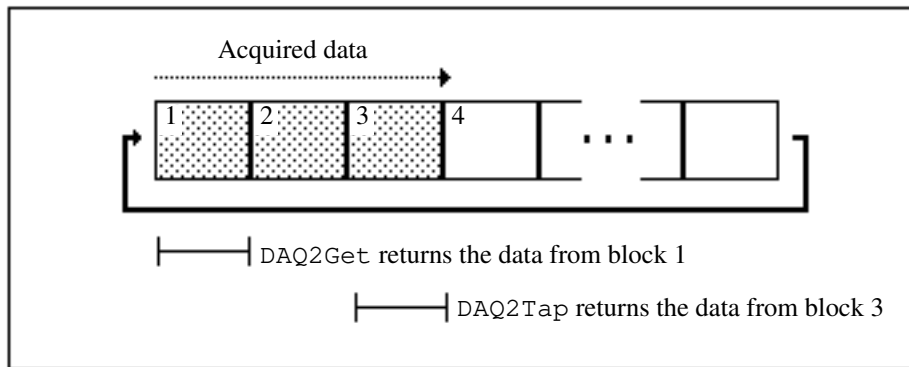 Acquired data
1 2 3 4
DAQ2Get returns the data from block 1
DAQ2Tap returns the data from block 3